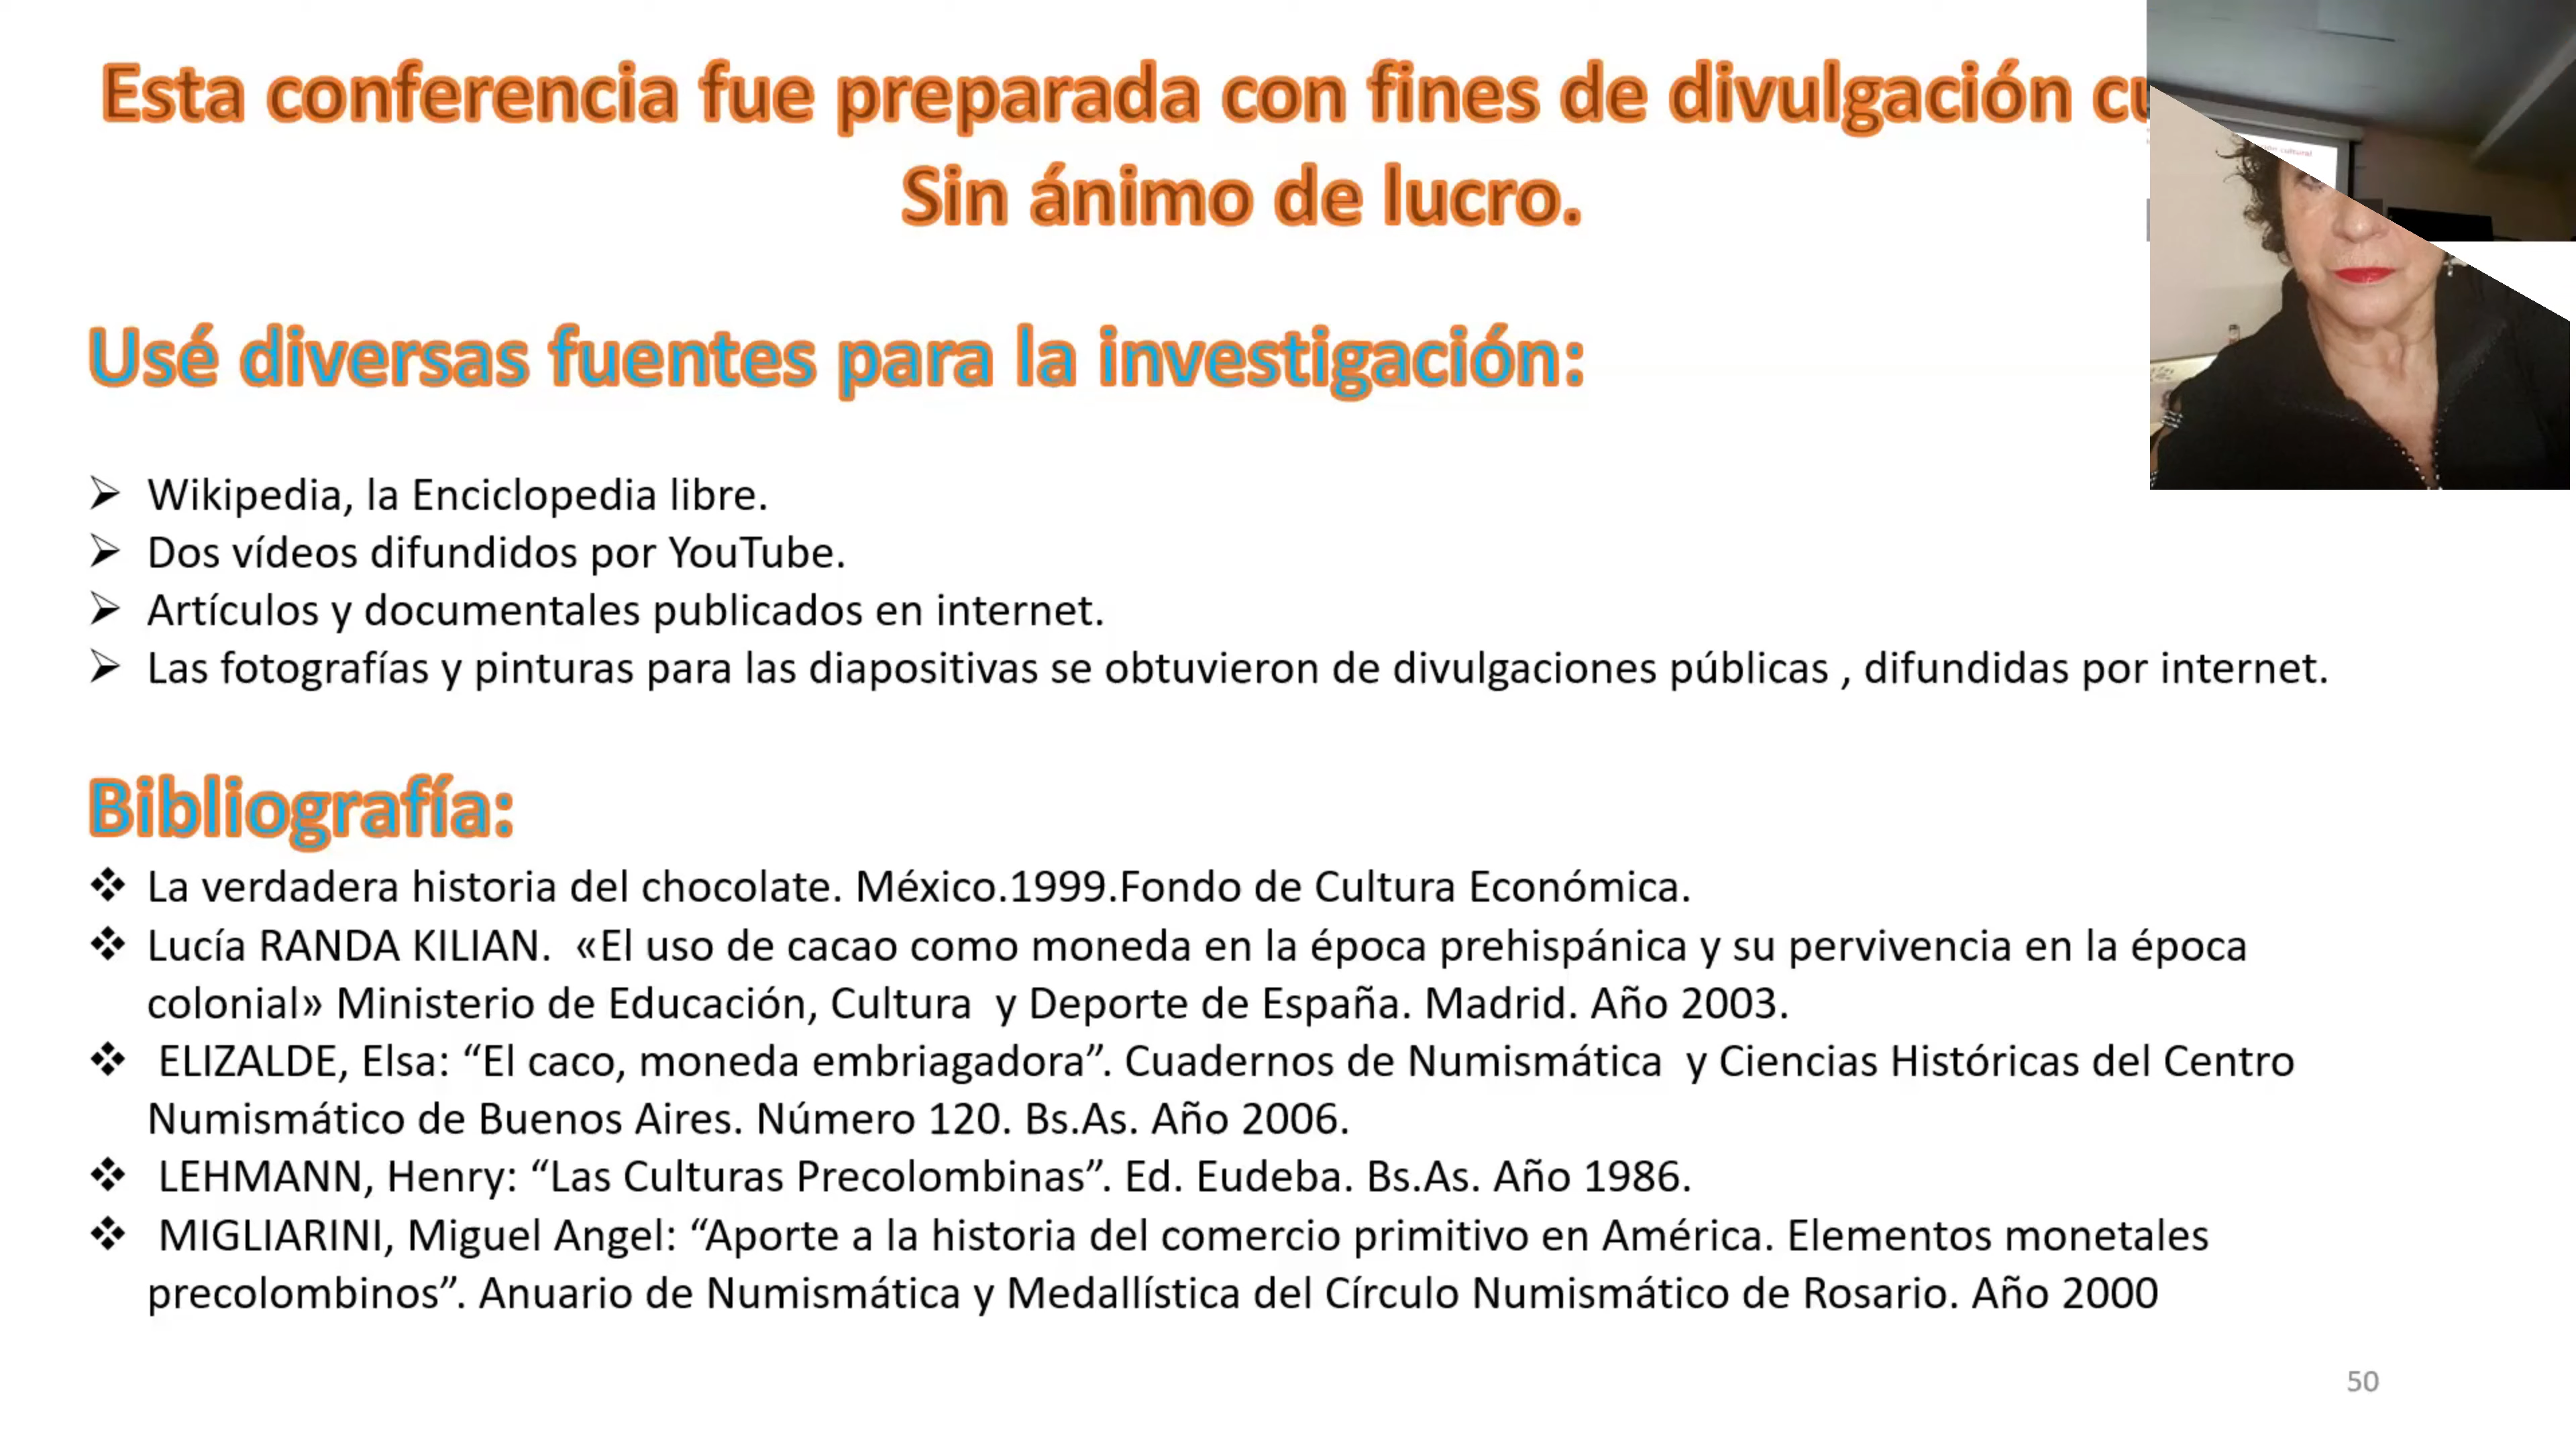 Esta conferencia fue preparada con fines de divulgación
Sin ánimo de lucro.
ión cultural
Usé diversas fuentes para la investigación:
Wikipedia, la Enciclopedia libre.
Dos vídeos difundidos por YouTube.
Artículos y documentales publicados en internet.
Las fotografías y pinturas para las diapositivas se obtuvieron de divulgaciones públicas , difundidas por internet.
Bibliografía:
La verdadera historia del chocolate. México.1999.Fondo de Cultura Económica.
Lucía RANDA KILIAN. «El uso de cacao como moneda en la época prehispánica y su pervivencia en la época
colonial» Ministerio de Educación, Cultura y Deporte de España. Madrid. Año 2003.
ELIZALDE, Elsa: “El caco, moneda embriagadora”. Cuadernos de Numismática y Ciencias Históricas del Centro
Numismático de Buenos Aires. Número 120. Bs.As. Año 2006.
LEHMANN, Henry: “Las Culturas Precolombinas”. Ed. Eudeba. Bs.As. Año 1986.
MIGLIARINI, Miguel Angel: “Aporte a la historia del comercio primitivo en América. Elementos monetales
precolombinos”. Anuario de Numismática y Medallística del Círculo Numismático de Rosario. Año 2000
50